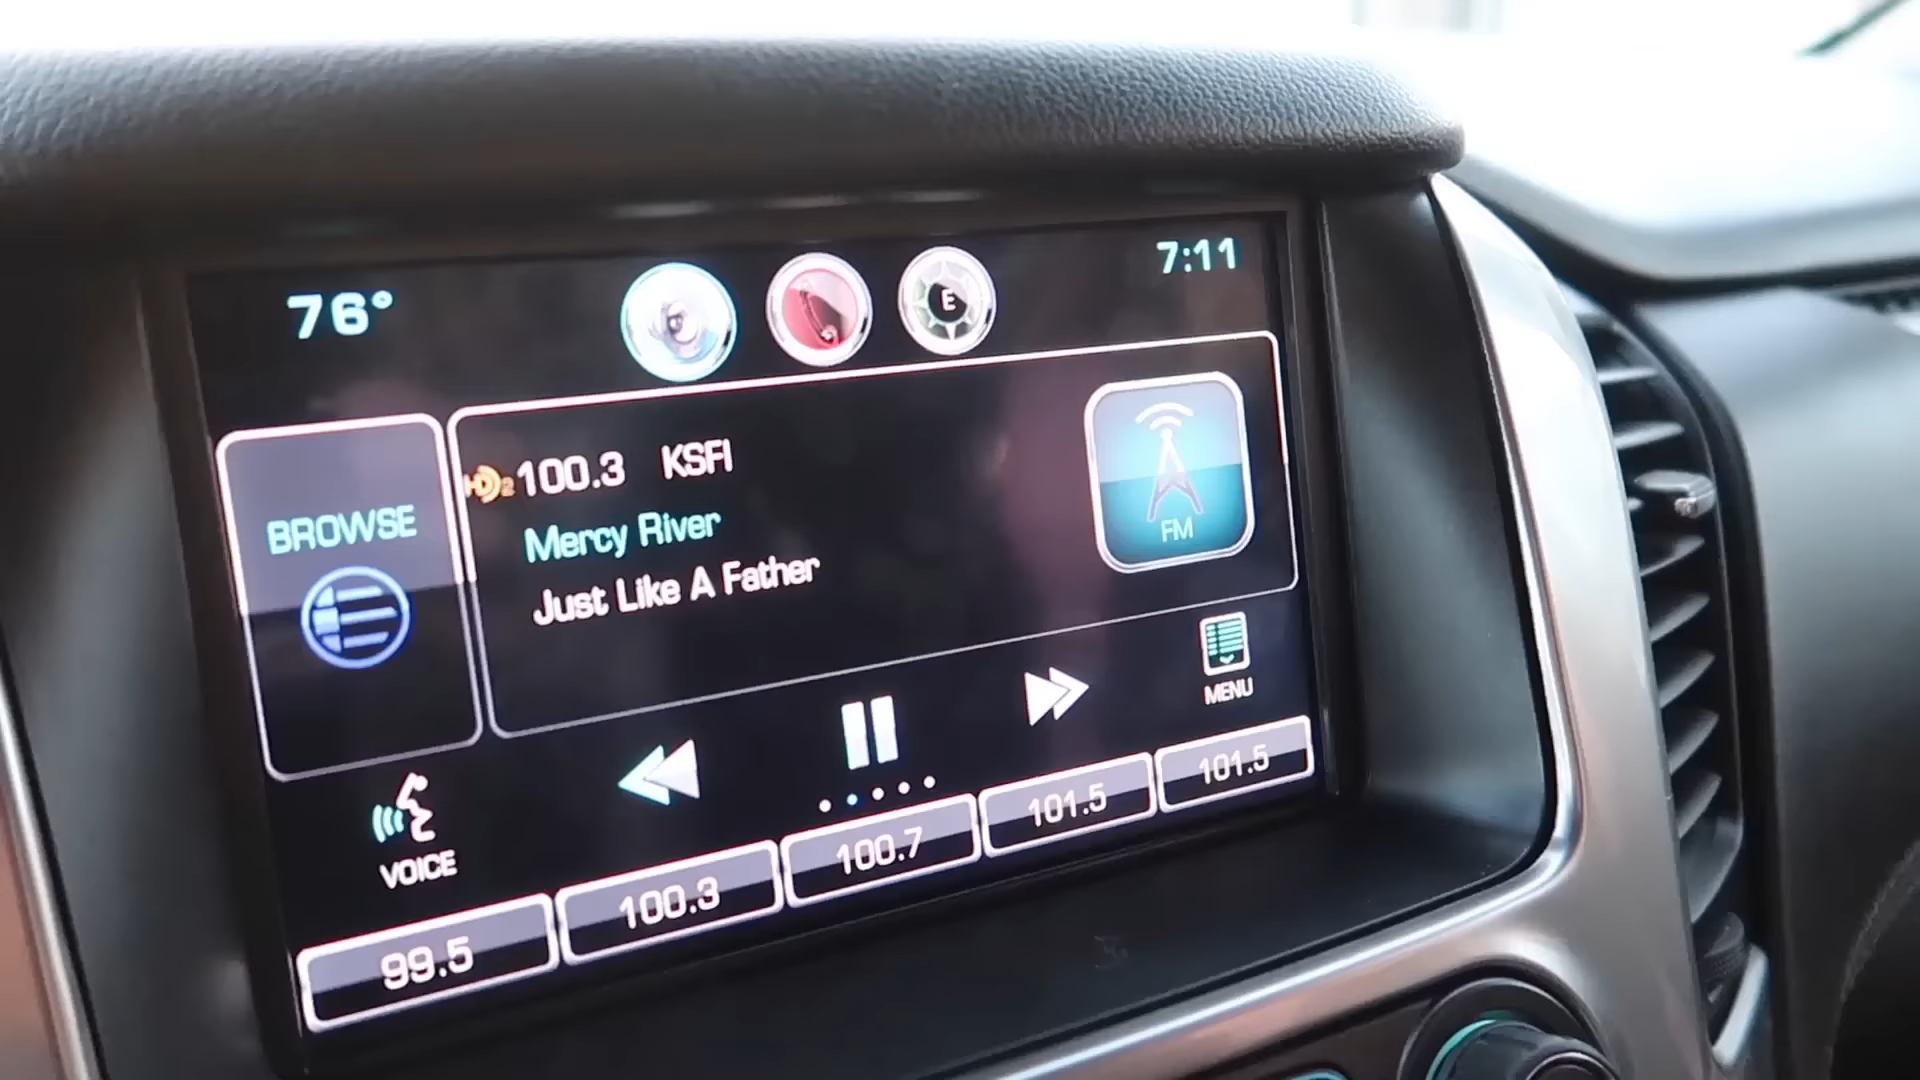 76°
E
7:11
BROWSE
HD2 100.3 KSFI
Mercy River
Just Like A Father
FM
MENU
VOICE
99.5
100.3
100.7
101.5
101.5